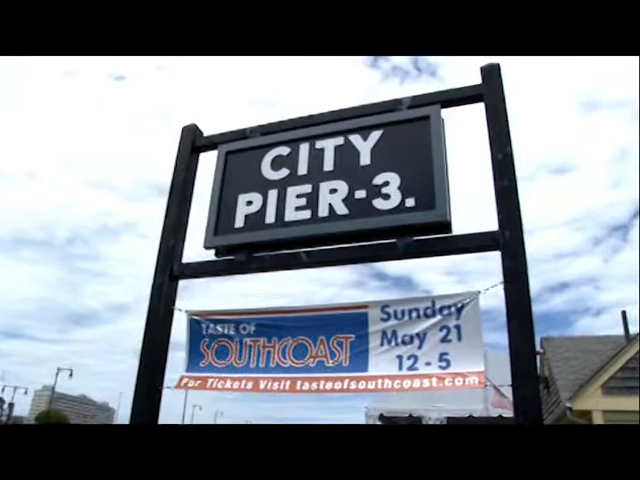 CITY
PIER-3.
TASTE OF
SOUTHCOAST
Sunday
May 21
12-5
For Tickets Visit tasteofsouthcoast.com